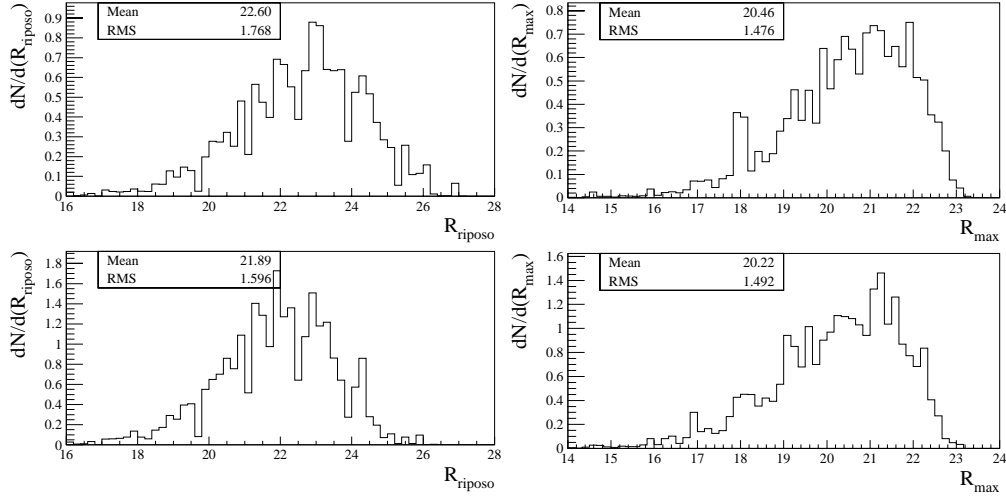 dN/d(R_riposo)
Mean 22.60
RMS 1.768
0.9
0.8
0.7
0.6
0.5
0.4
0.3
0.2
0.1
0
16 18 20 22 24 26 28
R_riposo
dN/d(R_max)
Mean 20.46
RMS 1.476
0.8
0.7
0.6
0.5
0.4
0.3
0.2
0.1
0
14 15 16 17 18 19 20 21 22 23 24
R_max
dN/d(R_riposo)
Mean 21.89
RMS 1.596
1.8
1.6
1.4
1.2
1
0.8
0.6
0.4
0.2
0
16 18 20 22 24 26 28
R_riposo
dN/d(R_max)
Mean 20.22
RMS 1.492
1.6
1.4
1.2
1
0.8
0.6
0.4
0.2
0
14 15 16 17 18 19 20 21 22 23 24
R_max